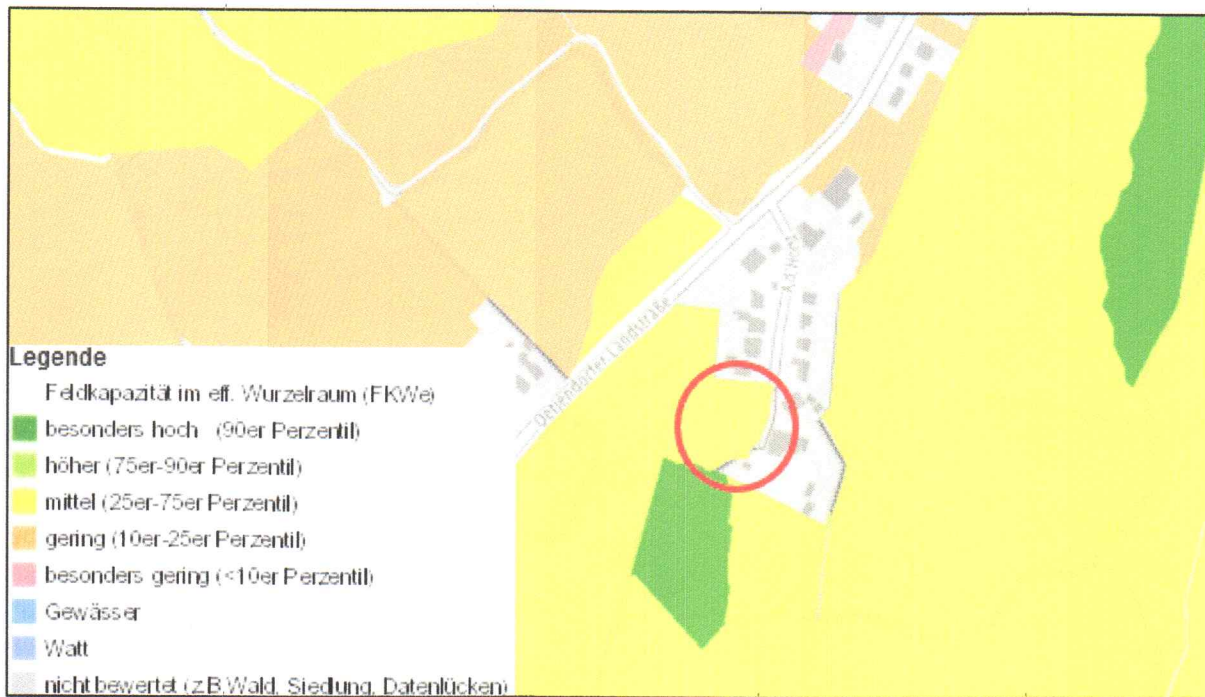 Landstraße
Legende
Feldkapazität im eff. Wurzelraum (FKWe)
besonders hoch (90er Perzentil)
höher (75er-90er Perzentil)
mittel (25er-75er Perzentil)
gering (10er-25er Perzentil)
besonders gering (<10er Perzentil)
Gewässer
Watt
nicht bewertet (z.B.Wald, Siedlung, Datenlücken)